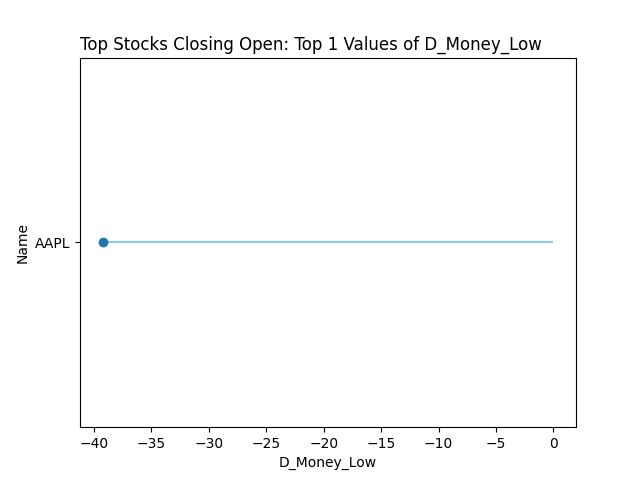 Top Stocks Closing Open: Top 1 Values of D_Money_Low
Name
AAPL
−40 −35 −30 −25 −20 −15 −10 −5 0
D_Money_Low